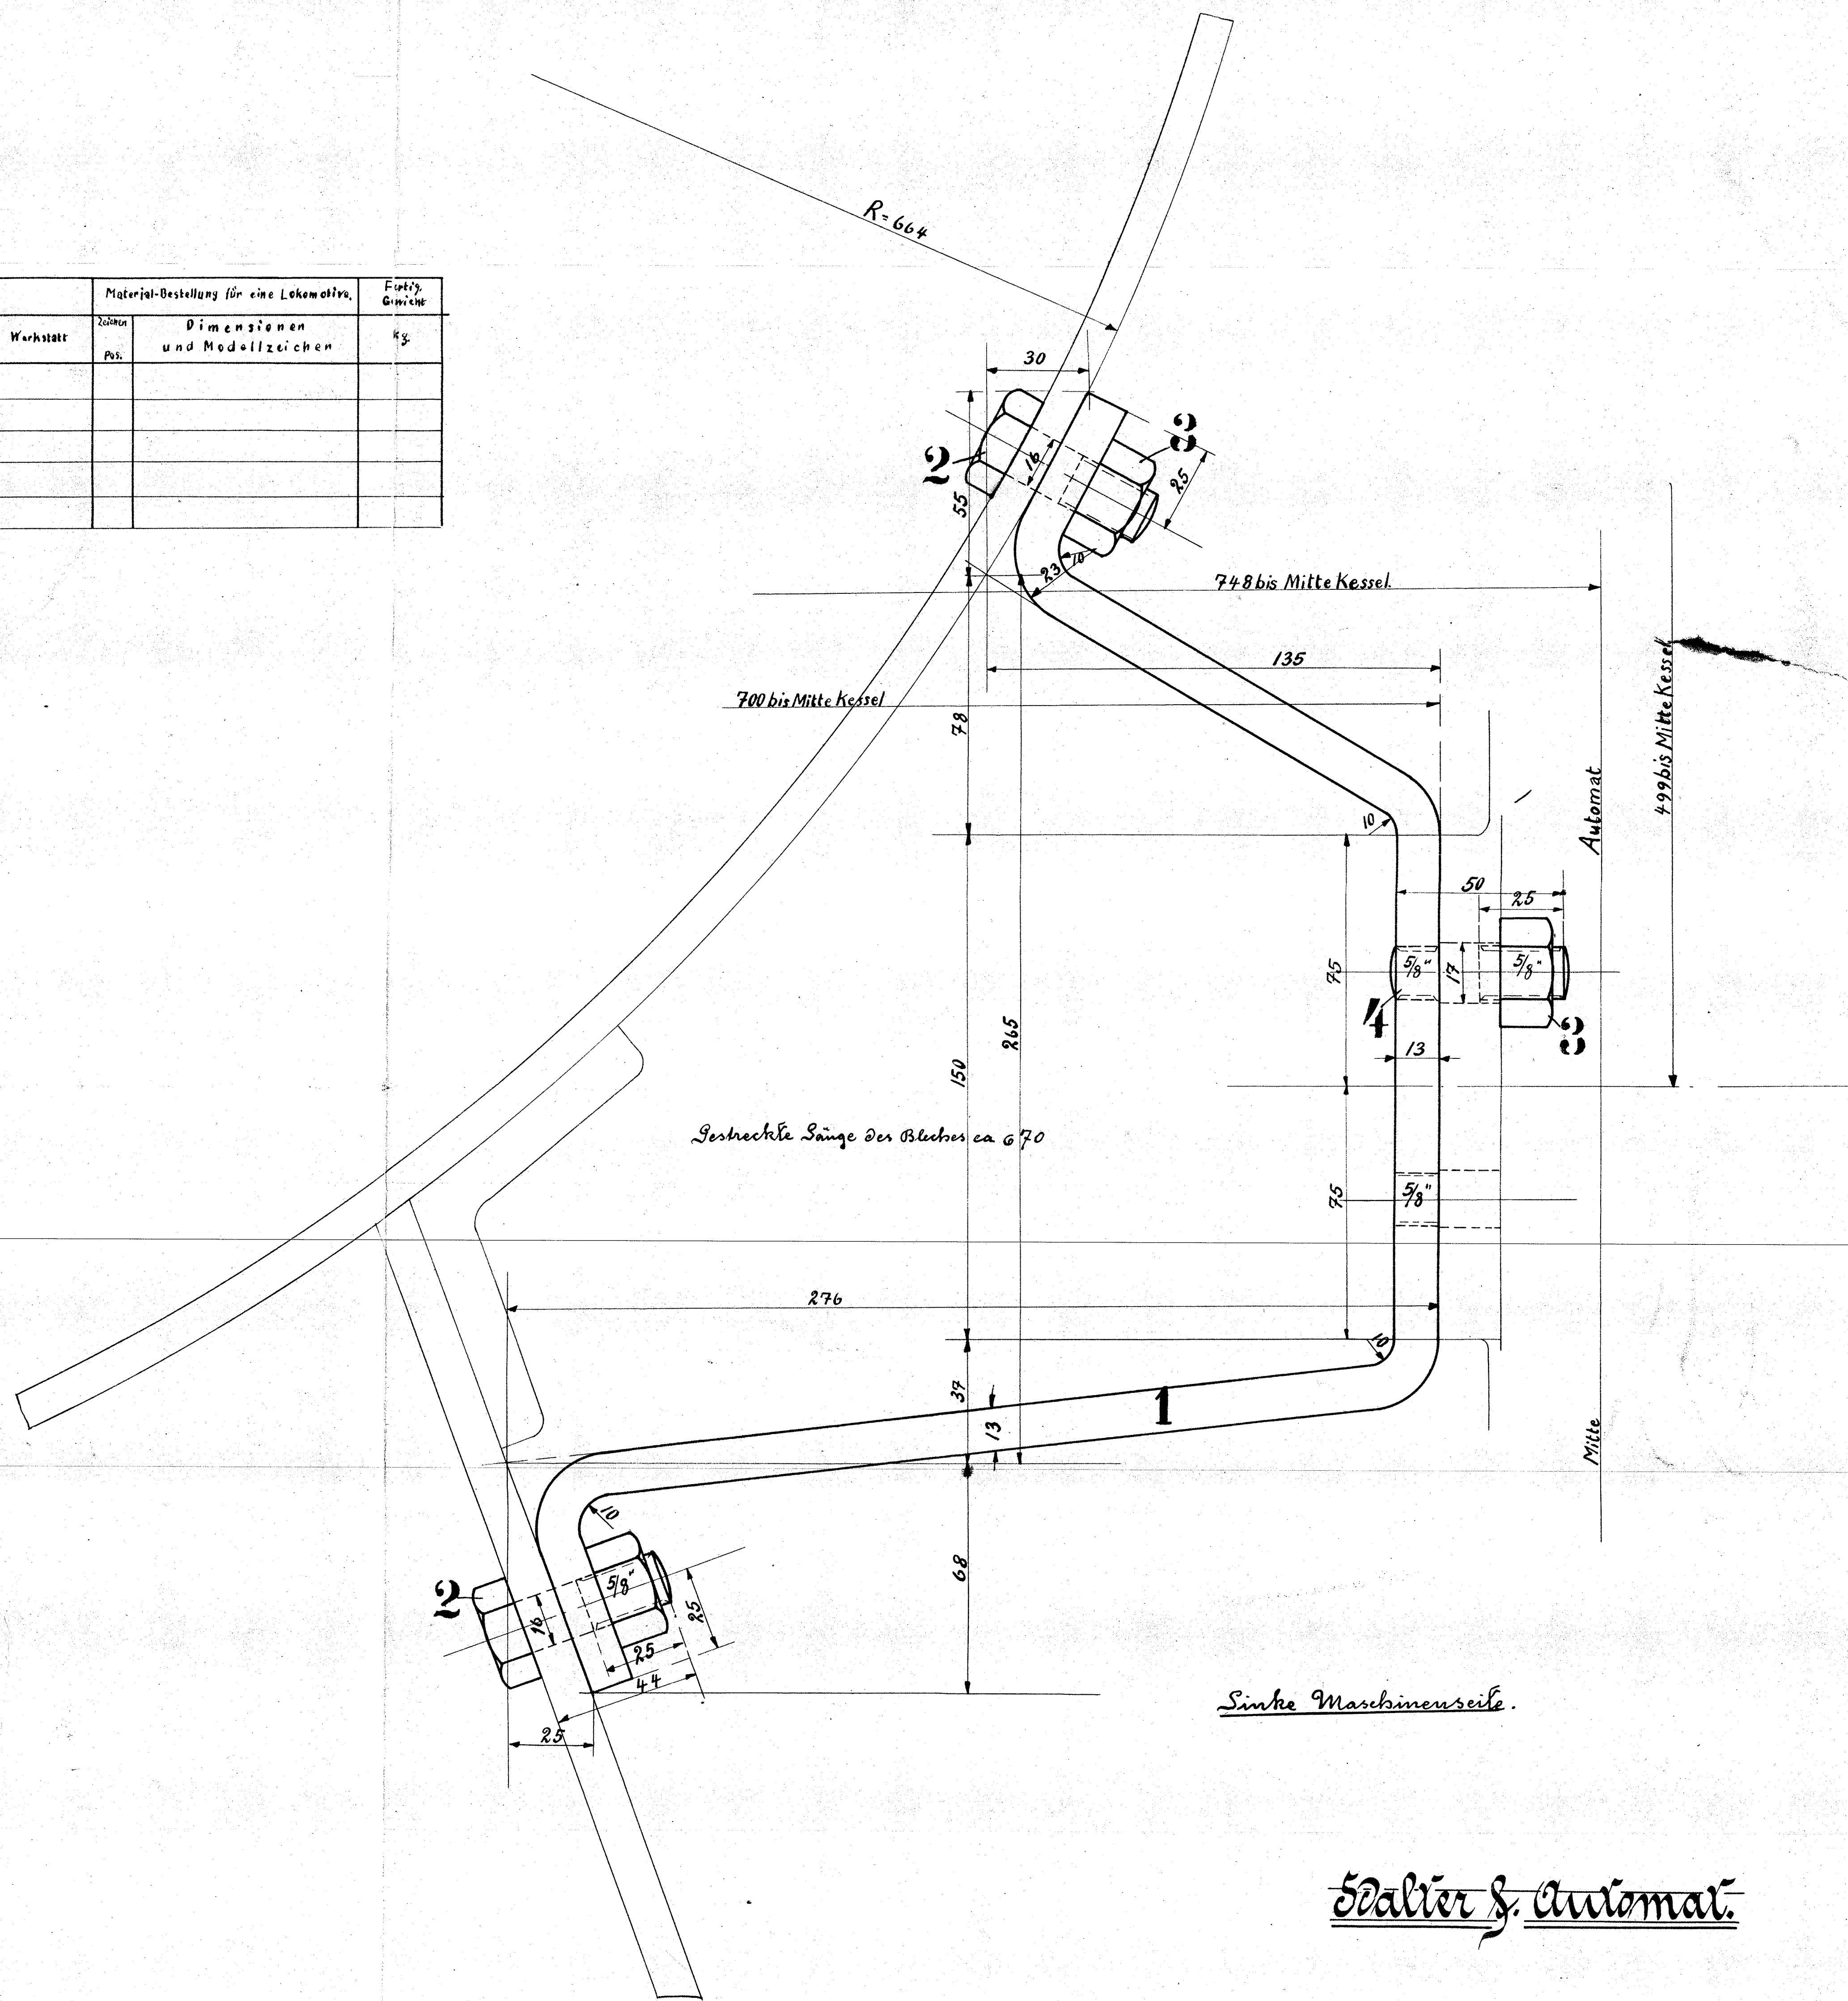 R=664
Material-Bestellung für eine Lokomotive.
Fertig. Gewicht
Werkstatt
Zeichen
Pos.
Dimensionen
und Modellzeichen
kg.
30
2
3
16
25
55
23
10
748 bis Mitte Kessel.
135
700 bis Mitte Kessel
78
499 bis Mitte Kessel
Automat
10
50
25
5/8"
17
5/8"
75
4
3
13
265
150
Gestreckte Länge des Bleches ca 670
75
5/8"
276
10
37
13
1
Mitte
10
68
2
16
5/8"
25
25
44
25
Linke Maschinenseite.
Halter f. Automat.